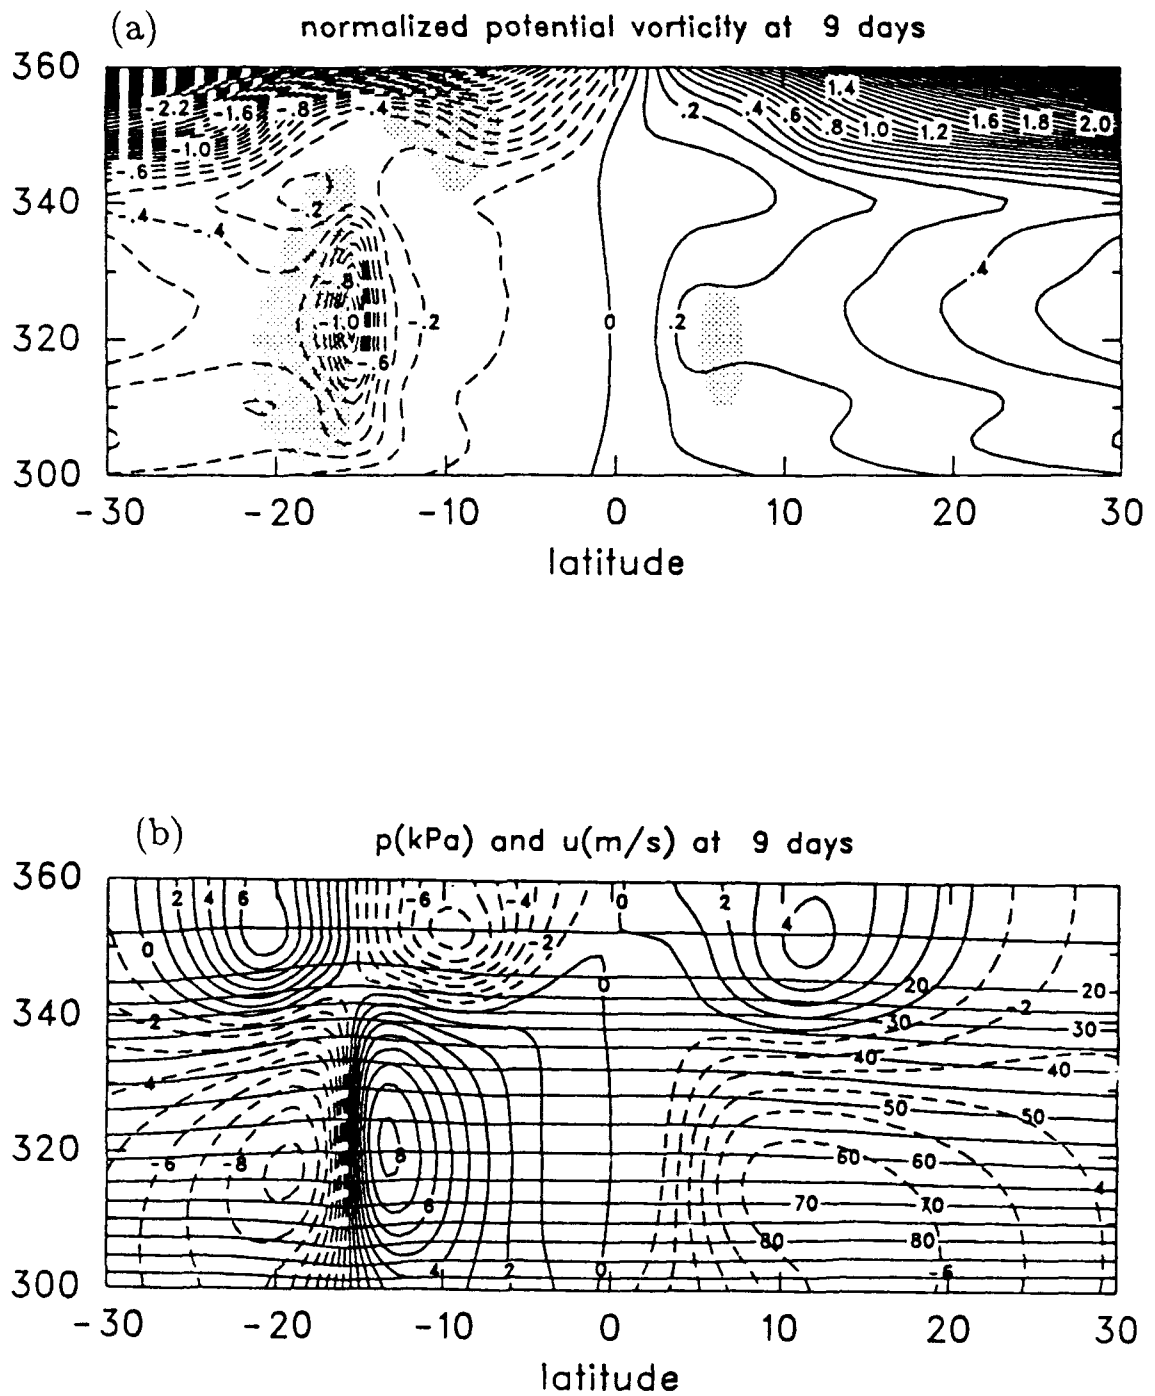 (a) normalized potential vorticity at 9 days
360
-2.2 -1.6 -.8 -.4 .2 .4 .6 .8 1.0 1.2 1.4 1.6 1.8 2.0
-1.0
-.6
340
-.2
-.4 -.4
-.8 .4
320 -1.0 -.2 0 .2
-.6
300
-30 -20 -10 0 10 20 30
latitude
(b) p(kPa) and u(m/s) at 9 days
360
2 4 6 -6 -4 0 2 4
0 -2
0 20 20
340
-2 30 -2 30
40 40
-4 50 50
320
-6 -8 8 60 60
4
6 70 70
80 80
4 2 0 -6
300
-30 -20 -10 0 10 20 30
latitude